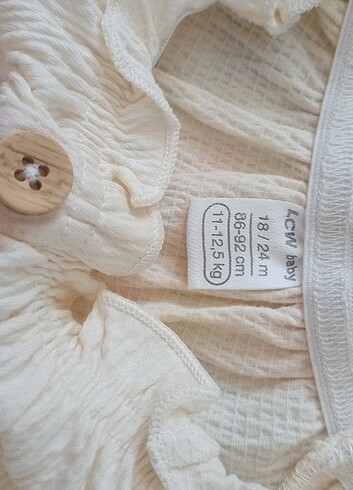 LCW baby
18 / 24 m
86-92 cm
11-12,5 kg